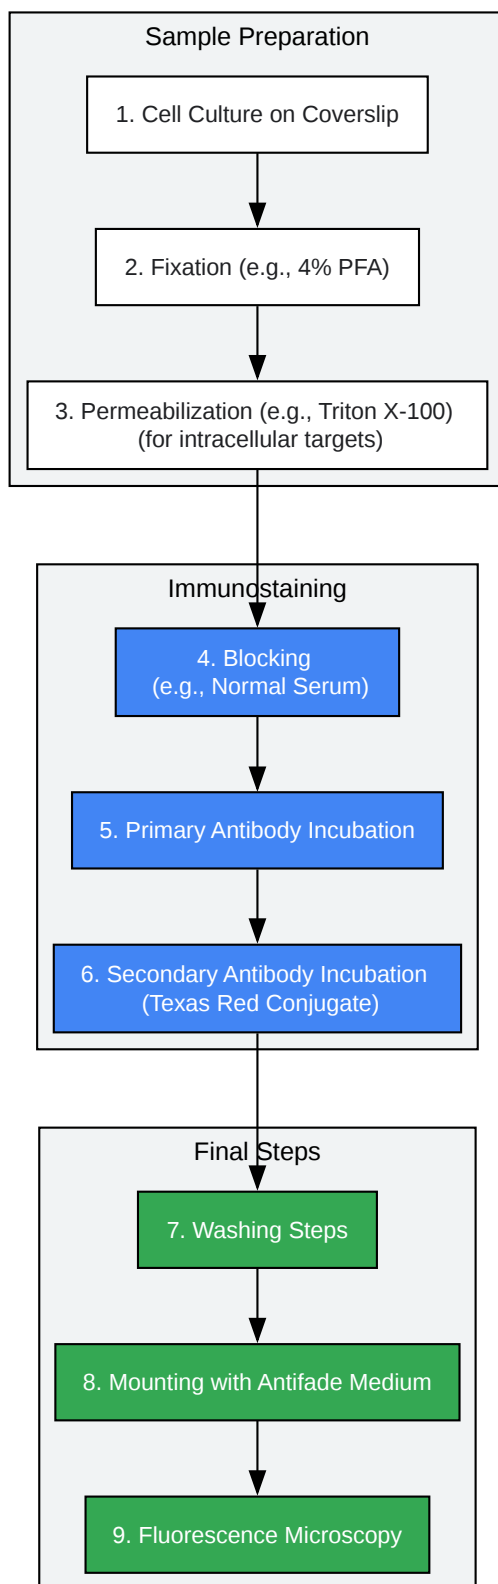 Sample Preparation
1. Cell Culture on Coverslip
2. Fixation (e.g., 4% PFA)
3. Permeabilization (e.g., Triton X-100)
(for intracellular targets)
Immunostaining
4. Blocking
(e.g., Normal Serum)
5. Primary Antibody Incubation
6. Secondary Antibody Incubation
(Texas Red Conjugate)
Final Steps
7. Washing Steps
8. Mounting with Antifade Medium
9. Fluorescence Microscopy